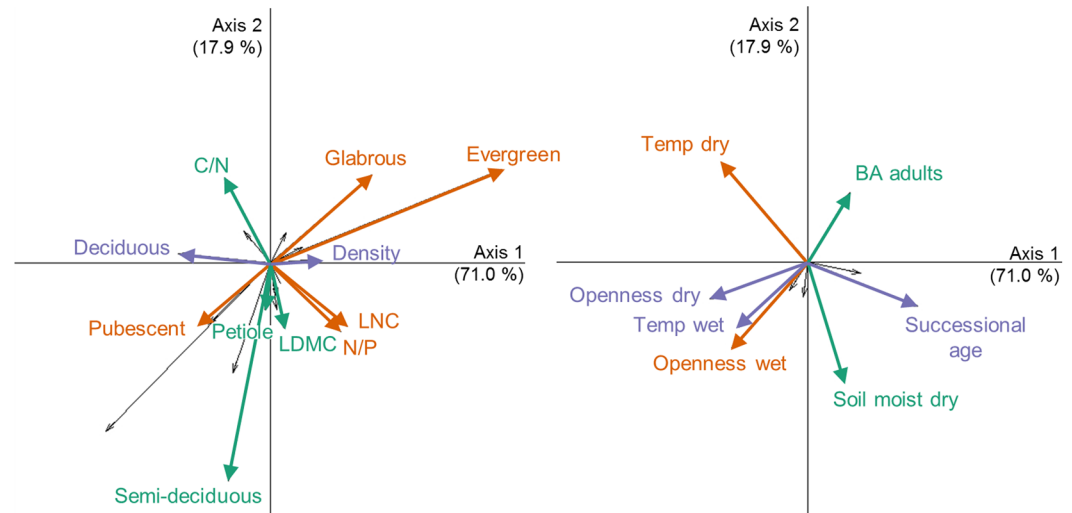 Axis 2
(17.9 %)
C/N
Glabrous
Evergreen
Deciduous
Density
Axis 1
(71.0 %)
Pubescent
Petiole
LDMC
LNC
N/P
Semi-deciduous
Axis 2
(17.9 %)
Temp dry
BA adults
Axis 1
(71.0 %)
Openness dry
Temp wet
Openness wet
Successional
age
Soil moist dry